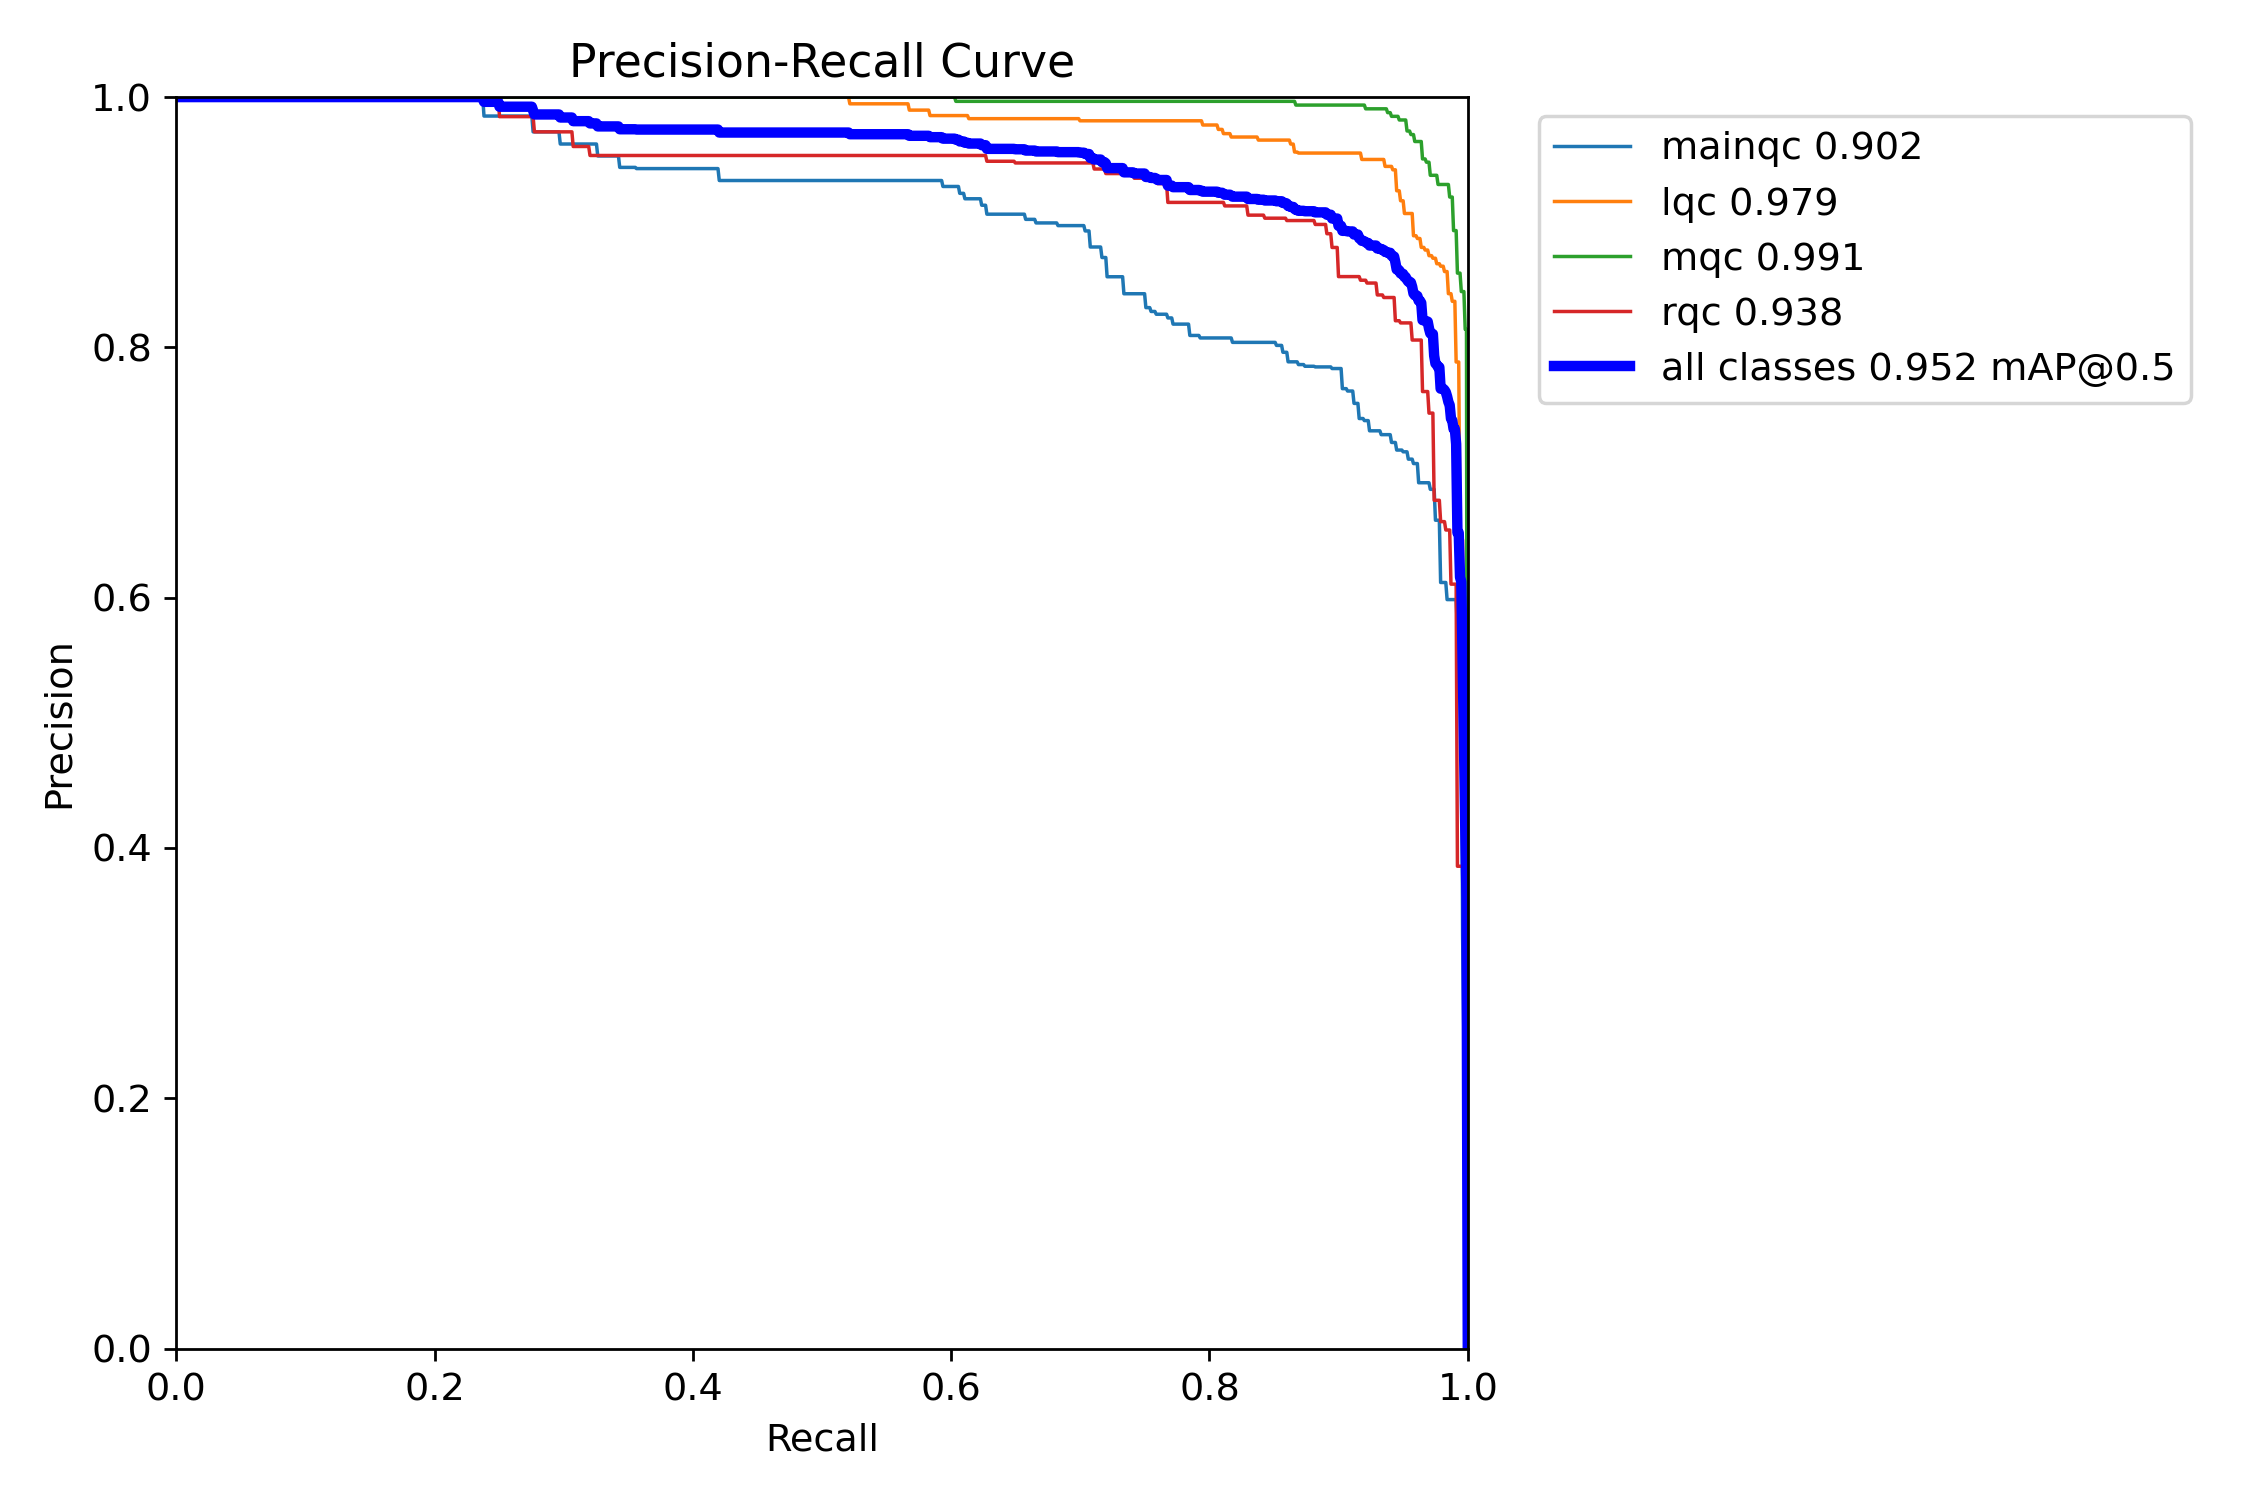 Precision-Recall Curve
mainqc 0.902
lqc 0.979
mqc 0.991
rqc 0.938
all classes 0.952 mAP@0.5
1.0
0.8
0.6
0.4
0.2
0.0
Precision
0.0 0.2 0.4 0.6 0.8 1.0
Recall